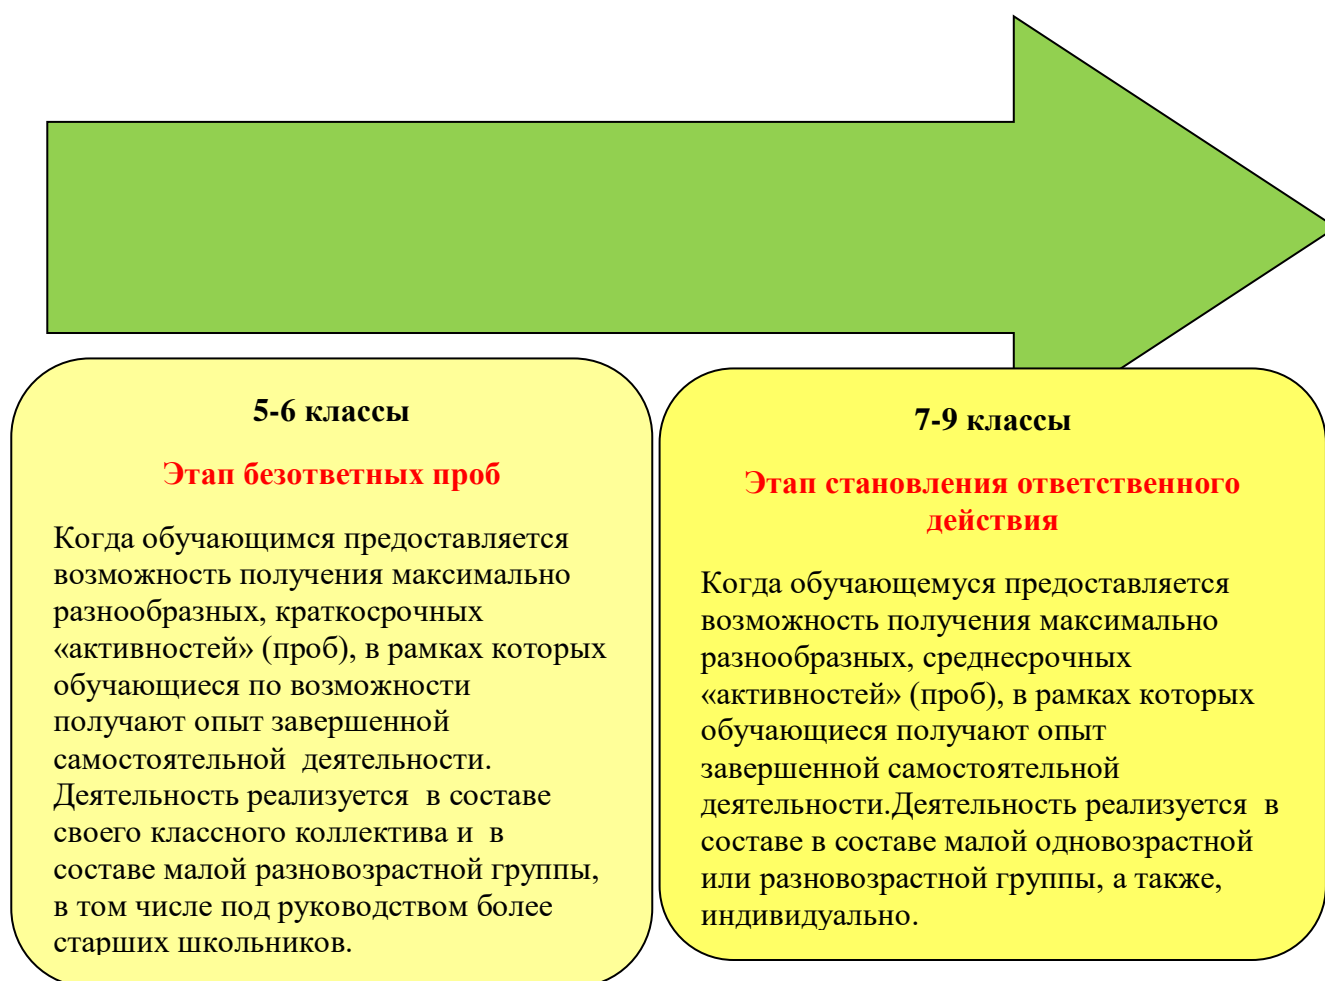 5-6 классы
Этап безответных проб
Когда обучающимся предоставляется
возможность получения максимально
разнообразных, краткосрочных
«активностей» (проб), в рамках которых
обучающиеся по возможности
получают опыт завершенной
самостоятельной деятельности.
Деятельность реализуется в составе
своего классного коллектива и в
составе малой разновозрастной группы,
в том числе под руководством более
старших школьников.
7-9 классы
Этап становления ответственного
действия
Когда обучающемуся предоставляется
возможность получения максимально
разнообразных, среднесрочных
«активностей» (проб), в рамках которых
обучающиеся получают опыт
завершенной самостоятельной
деятельности.Деятельность реализуется в
составе в составе малой одновозрастной
или разновозрастной группы, а также,
индивидуально.